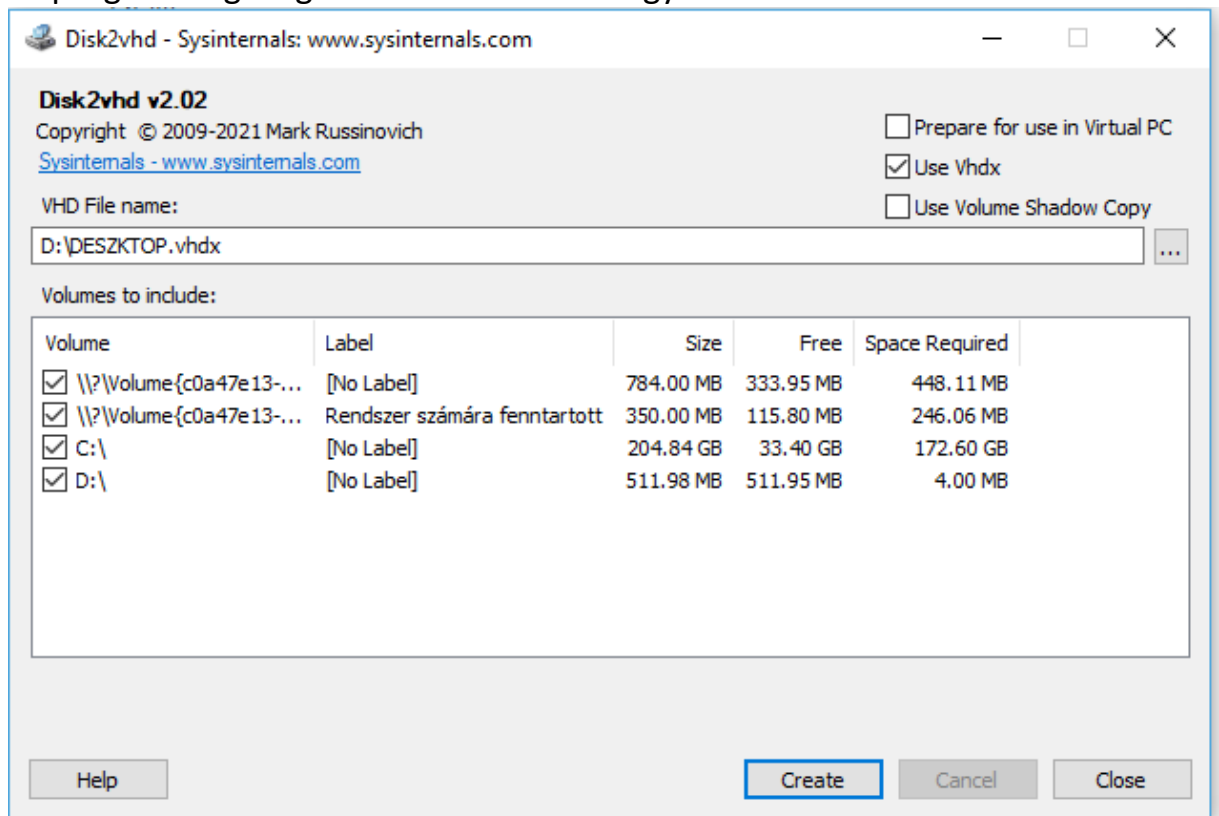 Disk2vhd - Sysinternals: www.sysinternals.com
Disk2vhd v2.02
Copyright © 2009-2021 Mark Russinovich
Sysinternals - www.sysinternals.com
Prepare for use in Virtual PC
Use Vhdx
Use Volume Shadow Copy
VHD File name:
D:\DESZKTOP.vhdx
...
Volumes to include:
Volume Label Size Free Space Required
\\?\Volume{c0a47e13-... [No Label] 784.00 MB 333.95 MB 448.11 MB
\\?\Volume{c0a47e13-... Rendszer számára fenntartott 350.00 MB 115.80 MB 246.06 MB
C:\ [No Label] 204.84 GB 33.40 GB 172.60 GB
D:\ [No Label] 511.98 MB 511.95 MB 4.00 MB
Help Create Cancel Close